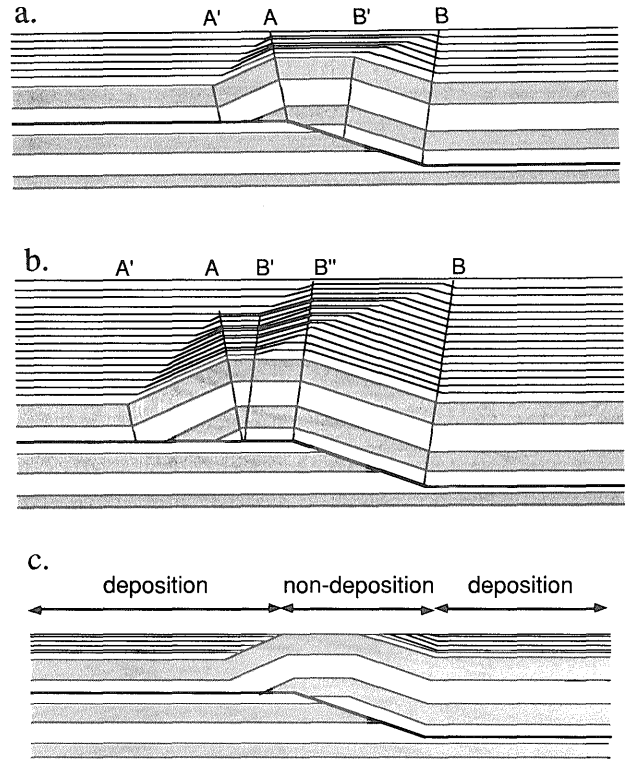 a.
A' A B' B
b.
A' A B' B" B
c.
deposition non-deposition deposition